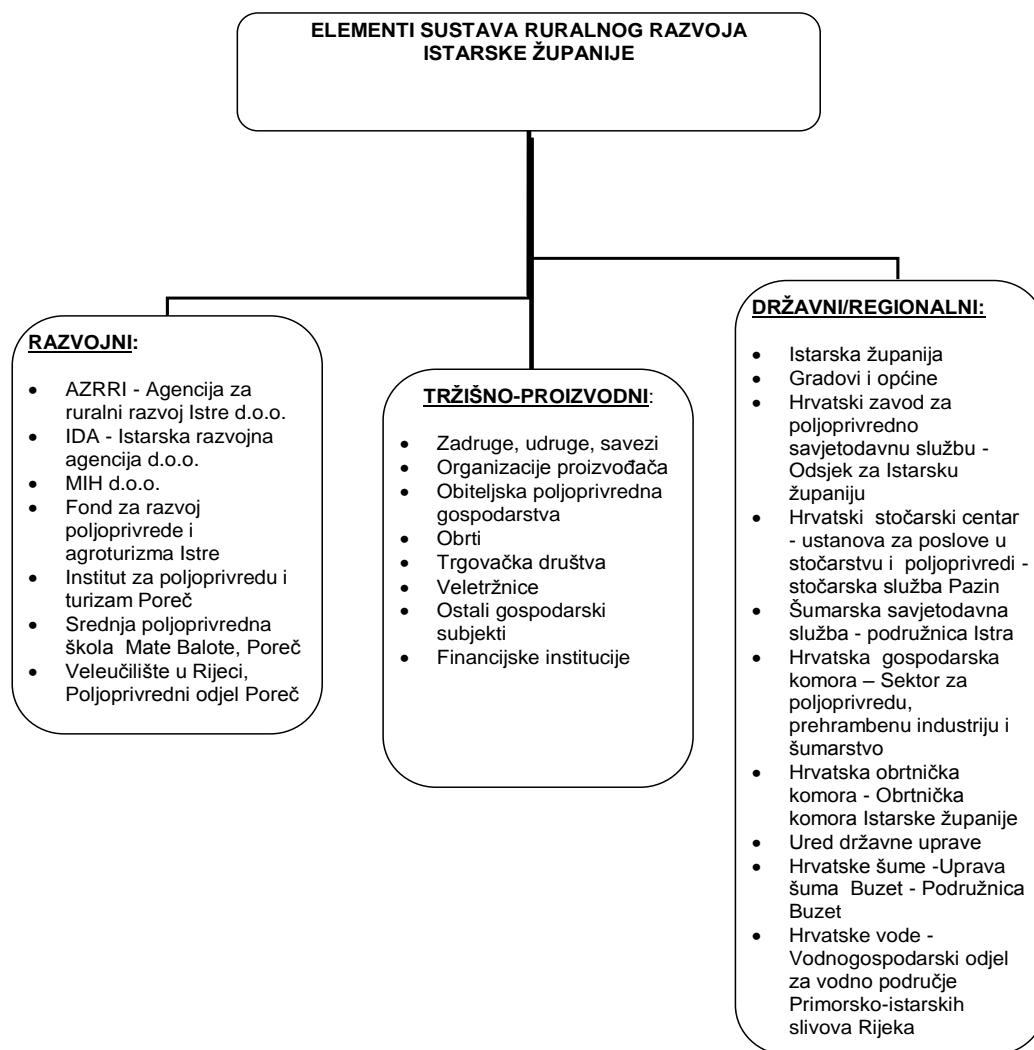 ELEMENTI SUSTAVA RURALNOG RAZVOJA
ISTARSKE ŽUPANIJE
RAZVOJNI:
• AZRRI - Agencija za
ruralni razvoj Istre d.o.o.
• IDA - Istarska razvojna
agencija d.o.o.
• MIH d.o.o.
• Fond za razvoj
poljoprivrede i
agroturizma Istre
• Institut za poljoprivredu i
turizam Poreč
• Srednja poljoprivredna
škola  Mate Balote, Poreč
• Veleučilište u Rijeci,
Poljoprivredni odjel Poreč
TRŽIŠNO-PROIZVODNI:
• Zadruge, udruge, savezi
• Organizacije proizvođača
• Obiteljska poljoprivredna
gospodarstva
• Obrti
• Trgovačka društva
• Veletržnice
• Ostali gospodarski
subjekti
• Financijske institucije
DRŽAVNI/REGIONALNI:
• Istarska županija
• Gradovi i općine
• Hrvatski zavod za
poljoprivredno
savjetodavnu službu -
Odsjek za Istarsku
županiju
• Hrvatski  stočarski centar
- ustanova za poslove u
stočarstvu i  poljoprivredi -
stočarska služba Pazin
• Šumarska savjetodavna
služba - podružnica Istra
• Hrvatska  gospodarska
komora – Sektor za
poljoprivredu,
prehrambenu industriju i
šumarstvo
• Hrvatska obrtnička
komora - Obrtnička
komora Istarske županije
• Ured državne uprave
• Hrvatske šume -Uprava
šuma  Buzet - Podružnica
Buzet
• Hrvatske vode -
Vodnogospodarski odjel
za vodno područje
Primorsko-istarskih
slivova Rijeka